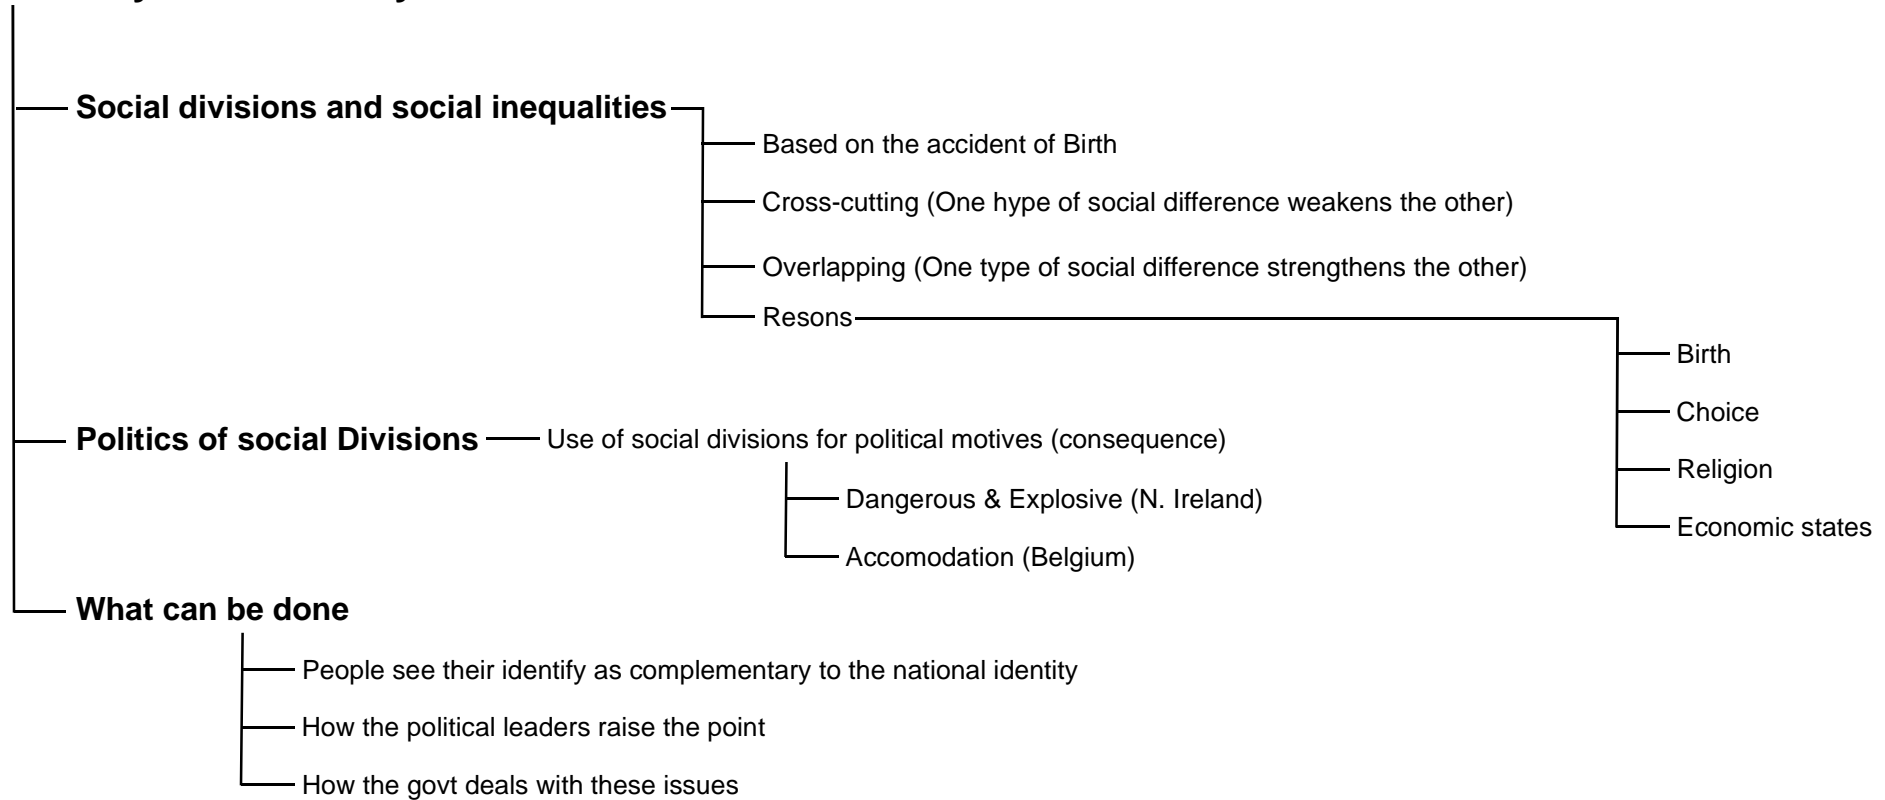 Social divisions and social inequalities
Based on the accident of Birth
Cross-cutting (One hype of social difference weakens the other)
Overlapping (One type of social difference strengthens the other)
Resons
Birth
Choice
Religion
Economic states
Politics of social Divisions
Use of social divisions for political motives (consequence)
Dangerous & Explosive (N. Ireland)
Accomodation (Belgium)
What can be done
People see their identify as complementary to the national identity
How the political leaders raise the point
How the govt deals with these issues